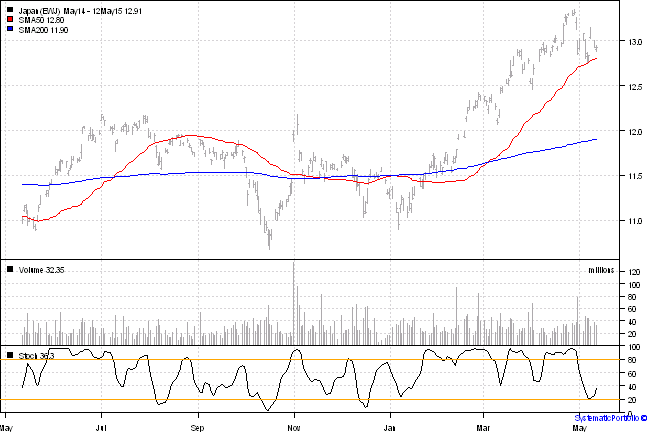 Japan (EWJ) May14 - 12May15 12.91
SMA50 12.80
SMA200 11.90
13.0
12.5
12.0
11.5
11.0
Volume 32.35
millions
120
100
80
60
40
20
Stoch 36.3
100
80
60
40
20
0
May Jul Sep Nov Jan Mar May
SystematicPortfolio ©